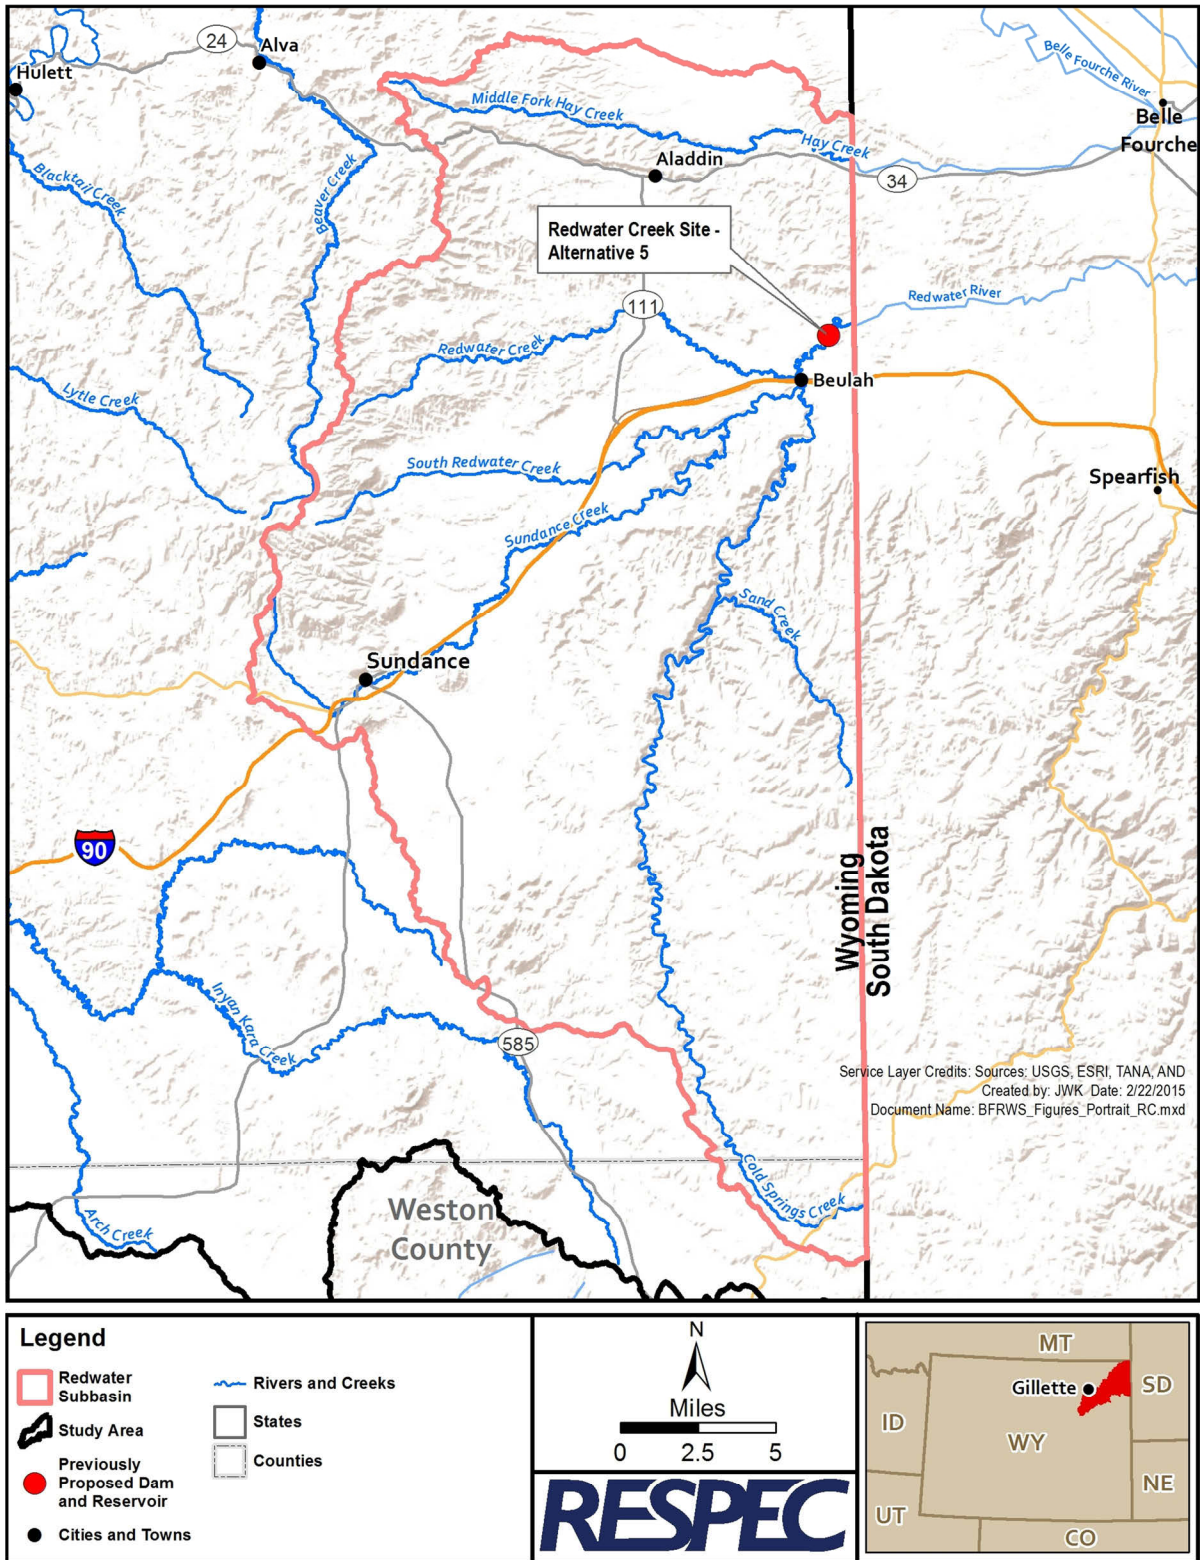 24
Alva
Hulett
Belle Fourche River
Middle Fork Hay Creek
Belle
Fourche
Hay Creek
Aladdin
34
Blacktail Creek
Beaver Creek
Redwater Creek Site -
Alternative 5
Redwater River
111
Redwater Creek
Beulah
Lytle Creek
South Redwater Creek
Spearfish
Sundance Creek
Sand Creek
Sundance
90
Wyoming
South Dakota
Inyan Kara Creek
585
Service Layer Credits: Sources: USGS, ESRI, TANA, AND
Created by: JWK Date: 2/22/2015
Document Name: BFRWS_Figures_Portrait_RC.mxd
Cold Springs Creek
Weston
County
Arch Creek
Legend
Redwater
Subbasin
Study Area
Previously
Proposed Dam
and Reservoir
Cities and Towns
Rivers and Creeks
States
Counties
N
Miles
0 2.5 5
RESPEC
MT
Gillette
SD
ID
WY
NE
UT
CO